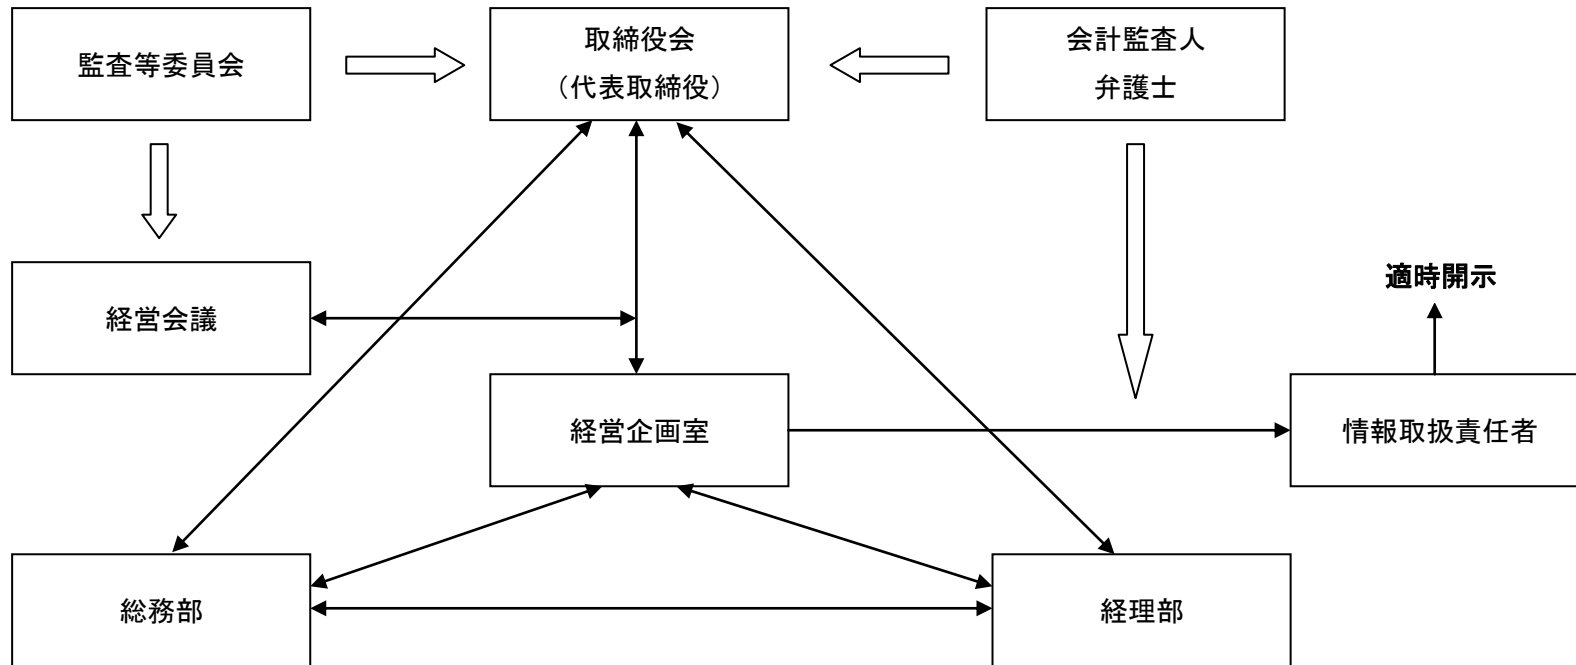 監査等委員会
取締役会
（代表取締役）
会計監査人
弁護士
経営会議
適時開示
経営企画室
情報取扱責任者
総務部
経理部